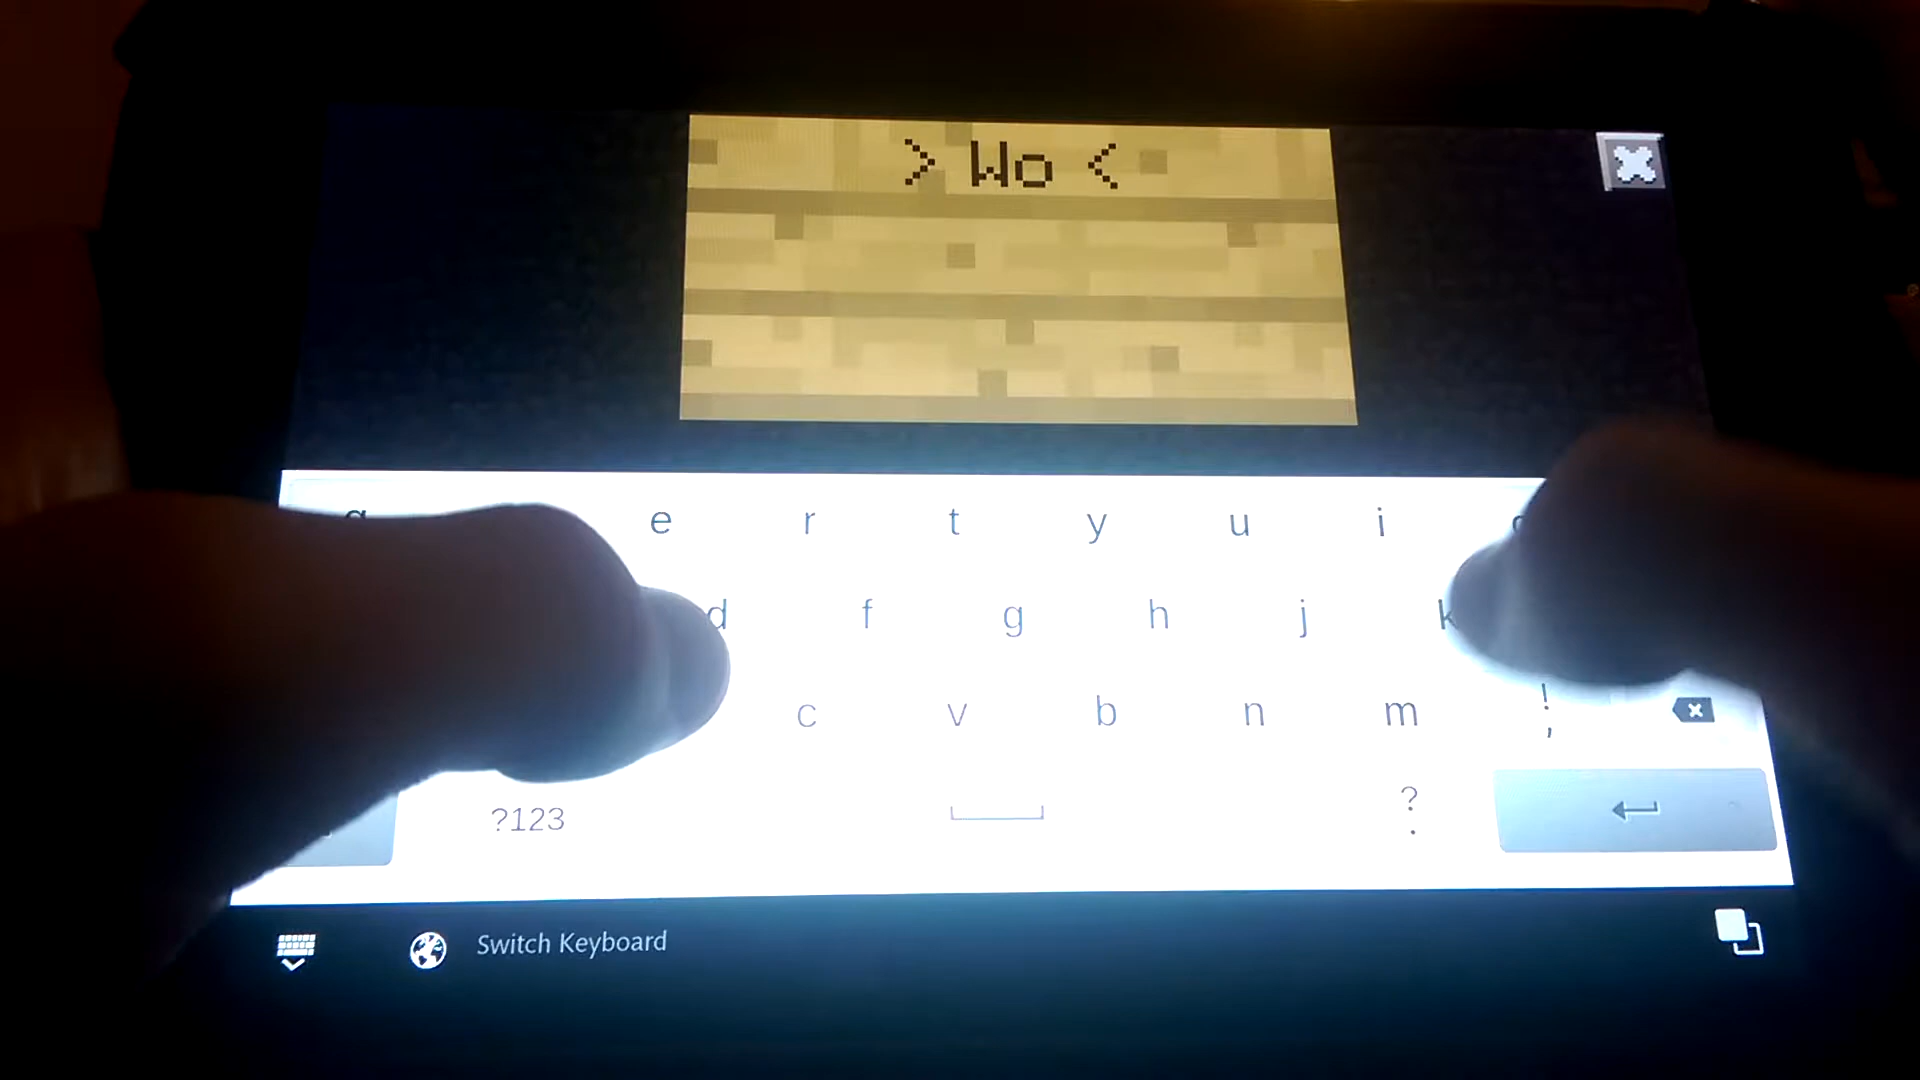 > Wo <
q e r t y u i o
d f g h j k
c v b n m ! ,
?123 ? .
Switch Keyboard